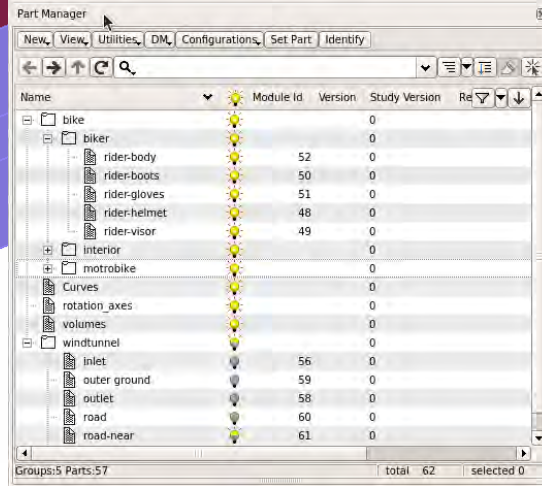 Part Manager
New View Utilities DM Configurations Set Part Identify
Name Module Id Version Study Version Re
bike 0
biker 0
rider-body 52 0
rider-boots 50 0
rider-gloves 51 0
rider-helmet 48 0
rider-visor 49 0
interior 0
motrobike 0
Curves 0
rotation_axes 0
volumes 0
windtunnel 0
inlet 56 0
outer ground 59 0
outlet 58 0
road 60 0
road-near 61 0
Groups:5 Parts:57 total 62 selected 0